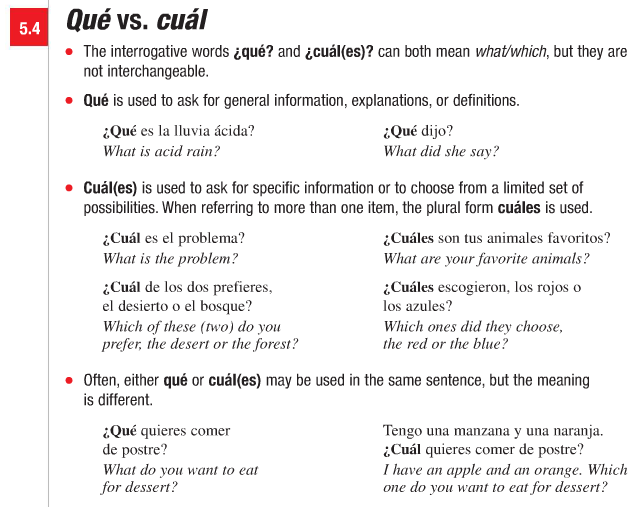 5.4
Qué vs. cuál
• The interrogative words ¿qué? and ¿cuál(es)? can both mean what/which, but they are
not interchangeable.
• Qué is used to ask for general information, explanations, or definitions.
¿Qué es la lluvia ácida?
What is acid rain?
¿Qué dijo?
What did she say?
• Cuál(es) is used to ask for specific information or to choose from a limited set of
possibilities. When referring to more than one item, the plural form cuáles is used.
¿Cuál es el problema?
What is the problem?
¿Cuáles son tus animales favoritos?
What are your favorite animals?
¿Cuál de los dos prefieres,
el desierto o el bosque?
Which of these (two) do you
prefer, the desert or the forest?
¿Cuáles escogieron, los rojos o
los azules?
Which ones did they choose,
the red or the blue?
• Often, either qué or cuál(es) may be used in the same sentence, but the meaning
is different.
¿Qué quieres comer
de postre?
What do you want to eat
for dessert?
Tengo una manzana y una naranja.
¿Cuál quieres comer de postre?
I have an apple and an orange. Which
one do you want to eat for dessert?